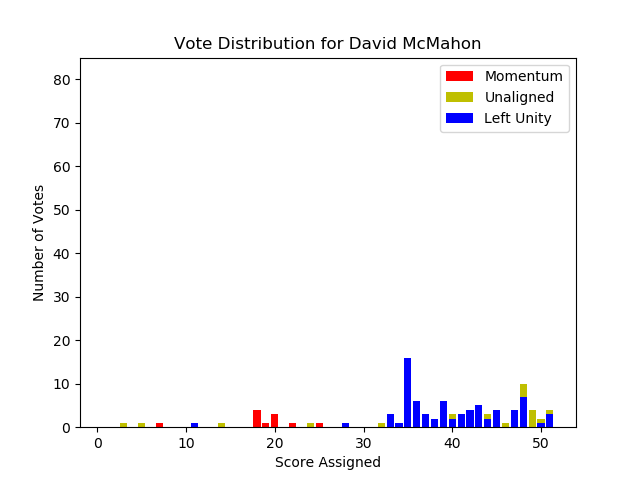 Vote Distribution for David McMahon
80
70
60
50
40
30
20
10
0
Number of Votes
Momentum
Unaligned
Left Unity
0 10 20 30 40 50
Score Assigned